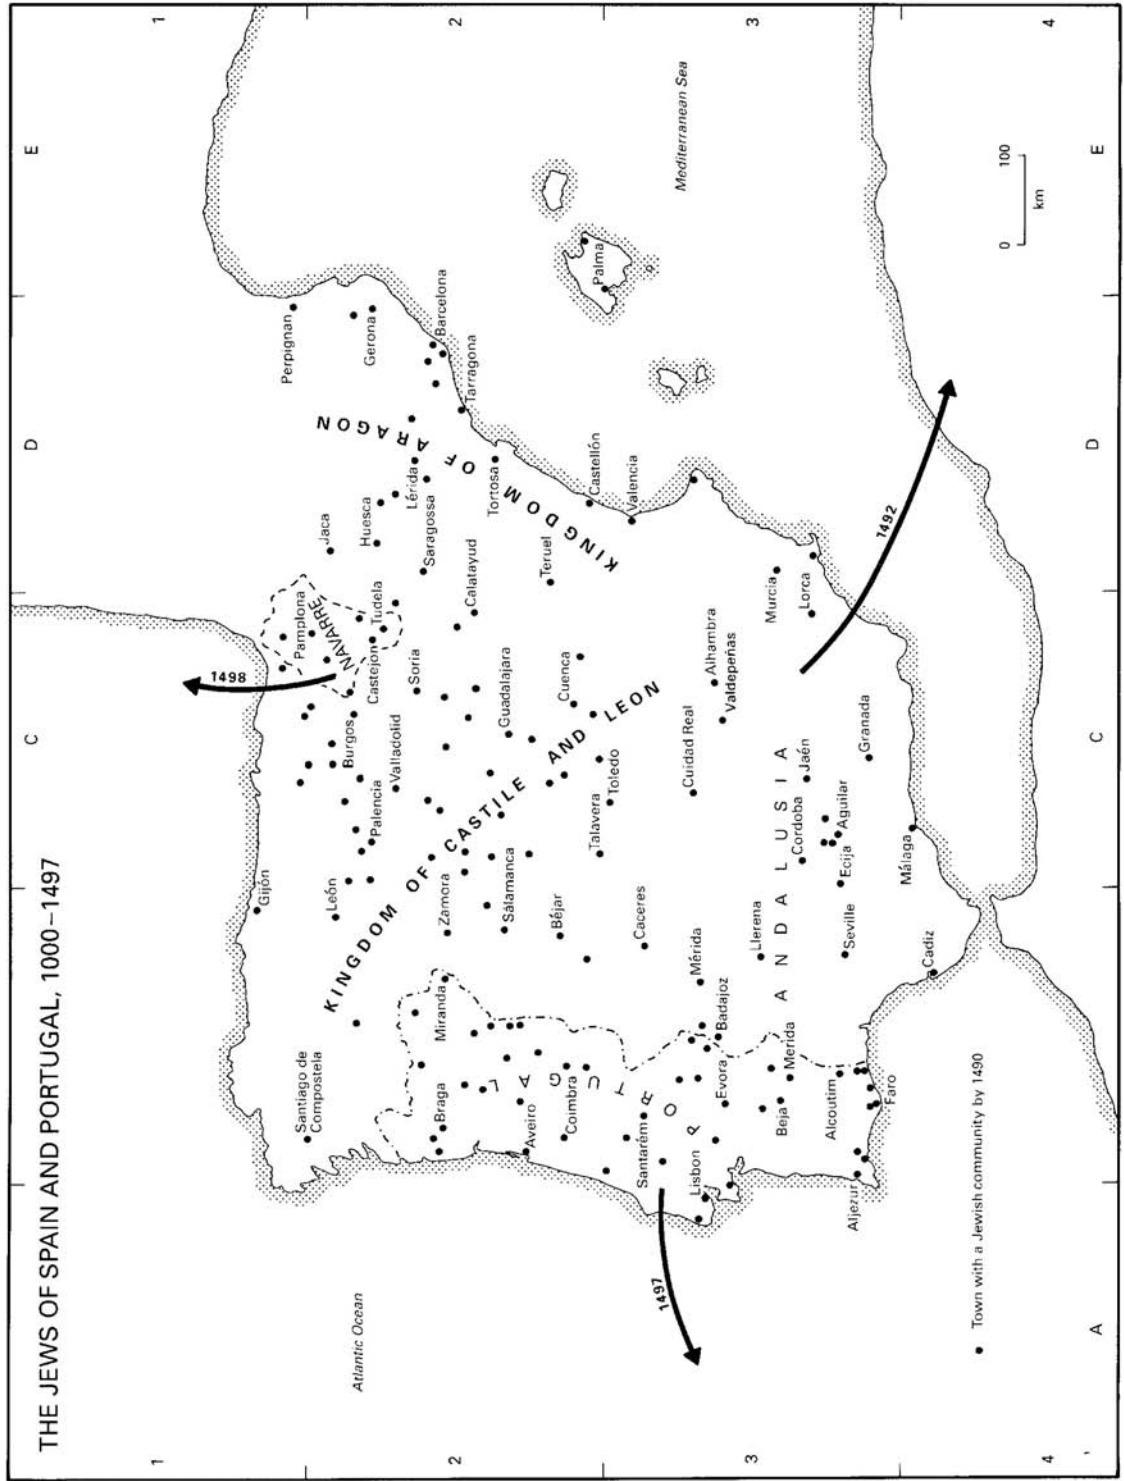 THE JEWS OF SPAIN AND PORTUGAL, 1000–1497
C
D
E
1
1
2
2
3
3
4
4
A
C
D
E
Atlantic Ocean
Mediterranean Sea
Santiago de
Compostela
Gijón
León
Burgos
Palencia
Valladolid
Castejon
Pamplona
NAVARRE
Tudela
Jaca
Huesca
Perpignan
Gerona
Barcelona
Tarragona
Lérida
Saragossa
Soria
Calatayud
Tortosa
Teruel
Castellón
Valencia
Palma
KINGDOM OF ARAGON
KINGDOM OF CASTILE AND LEON
Braga
Miranda
Zamora
Sálamanca
Béjar
Guadalajara
Cuenca
Aveiro
Coimbra
PORTUGAL
Santarém
Lisbon
Caceres
Talavera
Toledo
Cuidad Real
Alhambra
Valdepeñas
Mérida
Badajoz
Evora
Merida
Beja
Llerena
ANDALUSIA
Alcoutim
Aljezur
Faro
Seville
Ecija
Cordoba
Aguilar
Jaén
Granada
Málaga
Cadiz
Murcia
Lorca
1498
1492
1497
0 100
km
Town with a Jewish community by 1490